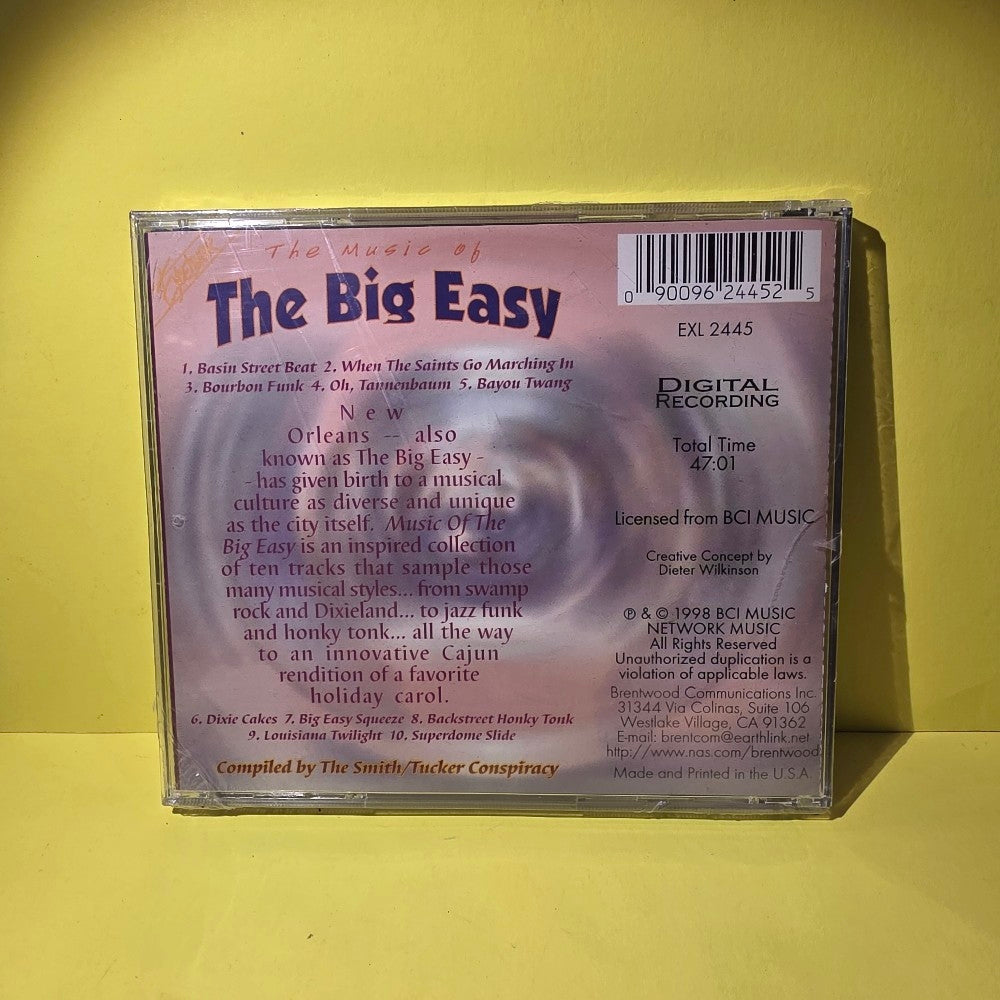 The Music of
The Big Easy
1. Basin Street Beat 2. When The Saints Go Marching In
3. Bourbon Funk 4. Oh, Tannenbaum 5. Bayou Twang
New
Orleans -- also
known as The Big Easy -
- has given birth to a musical
culture as diverse and unique
as the city itself. Music Of The
Big Easy is an inspired collection
of ten tracks that sample those
many musical styles... from swamp
rock and Dixieland... to jazz funk
and honky tonk... all the way
to an innovative Cajun
rendition of a favorite
holiday carol.
6. Dixie Cakes 7. Big Easy Squeeze 8. Backstreet Honky Tonk
9. Louisiana Twilight 10. Superdome Slide
Compiled by The Smith/Tucker Conspiracy
0 90096 24452 5
EXL 2445
DIGITAL
RECORDING
Total Time
47:01
Licensed from BCI MUSIC
Creative Concept by
Dieter Wilkinson
℗ & © 1998 BCI MUSIC
NETWORK MUSIC
All Rights Reserved
Unauthorized duplication is a
violation of applicable laws.
Brentwood Communications Inc.
31344 Via Colinas, Suite 106
Westlake Village, CA 91362
E-mail: brentcom@earthlink.net
http://www.nas.com/brentwood
Made and Printed in the U.S.A.